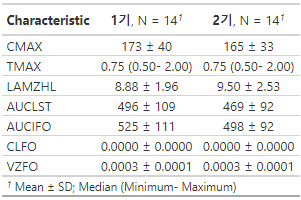 Characteristic 1기, N = 14¹ 2기, N = 14¹
CMAX 173 ± 40 165 ± 33
TMAX 0.75 (0.50- 2.00) 0.75 (0.50- 2.00)
LAMZHL 8.88 ± 1.96 9.50 ± 2.53
AUCLST 496 ± 109 469 ± 92
AUCIFO 525 ± 111 498 ± 92
CLFO 0.0000 ± 0.0000 0.0000 ± 0.0000
VZFO 0.0003 ± 0.0001 0.0003 ± 0.0001
¹ Mean ± SD; Median (Minimum- Maximum)